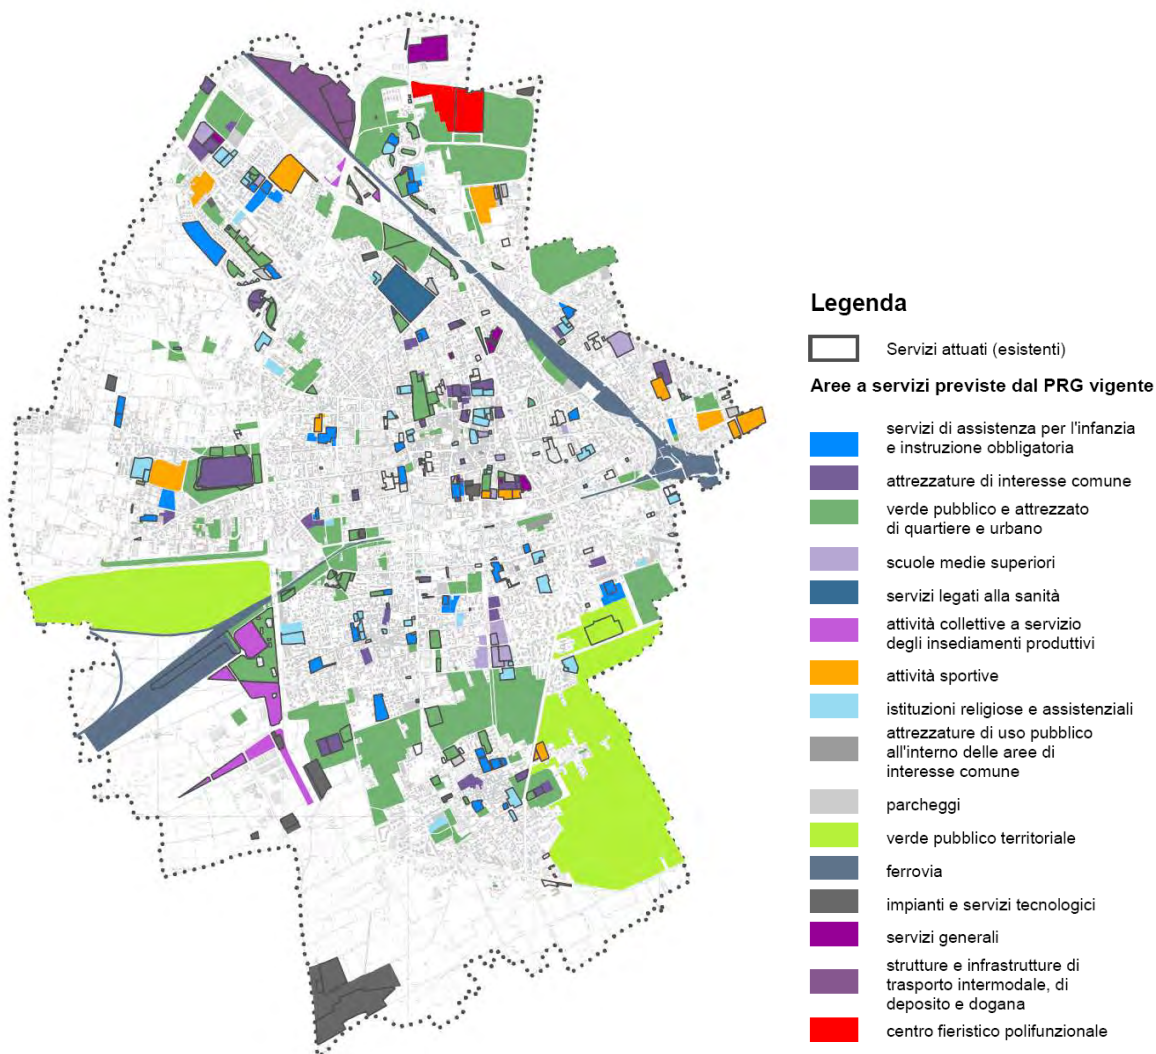 Legenda
Servizi attuati (esistenti)
Aree a servizi previste dal PRG vigente
servizi di assistenza per l'infanzia
e instruzione obbligatoria
attrezzature di interesse comune
verde pubblico e attrezzato
di quartiere e urbano
scuole medie superiori
servizi legati alla sanità
attività collettive a servizio
degli insediamenti produttivi
attività sportive
istituzioni religiose e assistenziali
attrezzature di uso pubblico
all'interno delle aree di
interesse comune
parcheggi
verde pubblico territoriale
ferrovia
impianti e servizi tecnologici
servizi generali
strutture e infrastrutture di
trasporto intermodale, di
deposito e dogana
centro fieristico polifunzionale